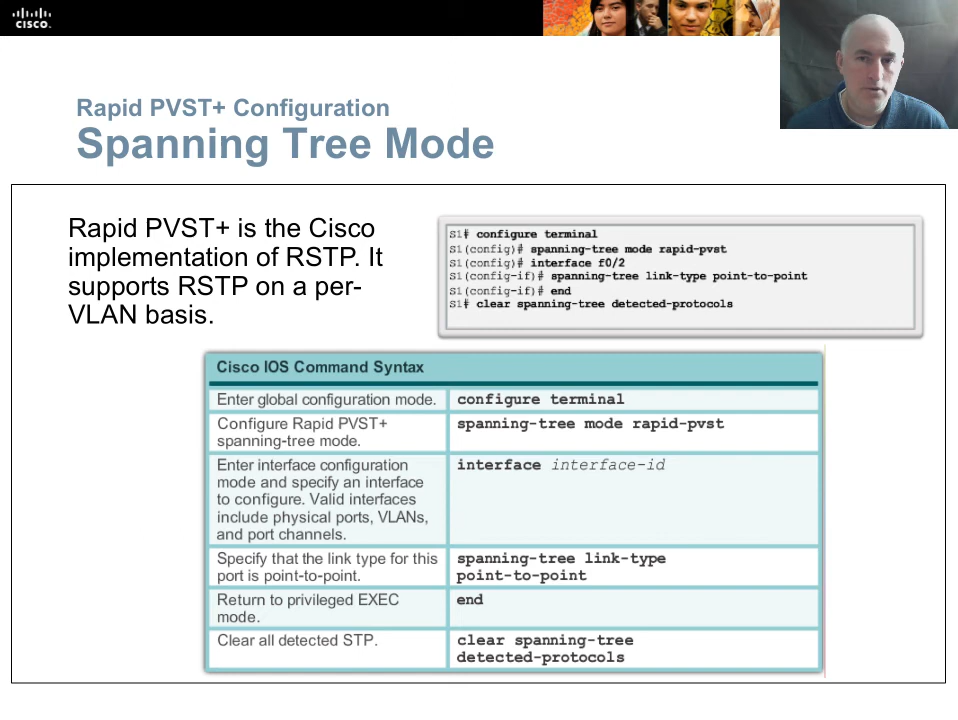 CISCO.
Rapid PVST+ Configuration
Spanning Tree Mode
Rapid PVST+ is the Cisco
implementation of RSTP. It
supports RSTP on a per-
VLAN basis.
S1# configure terminal
S1(config)# spanning-tree mode rapid-pvst
S1(config)# interface f0/2
S1(config-if)# spanning-tree link-type point-to-point
S1(config-if)# end
S1# clear spanning-tree detected-protocols
Cisco IOS Command Syntax
Enter global configuration mode.
configure terminal
Configure Rapid PVST+
spanning-tree mode.
spanning-tree mode rapid-pvst
Enter interface configuration
mode and specify an interface
to configure. Valid interfaces
include physical ports, VLANs,
and port channels.
interface interface-id
Specify that the link type for this
port is point-to-point.
spanning-tree link-type
point-to-point
Return to privileged EXEC
mode.
end
Clear all detected STP.
clear spanning-tree
detected-protocols